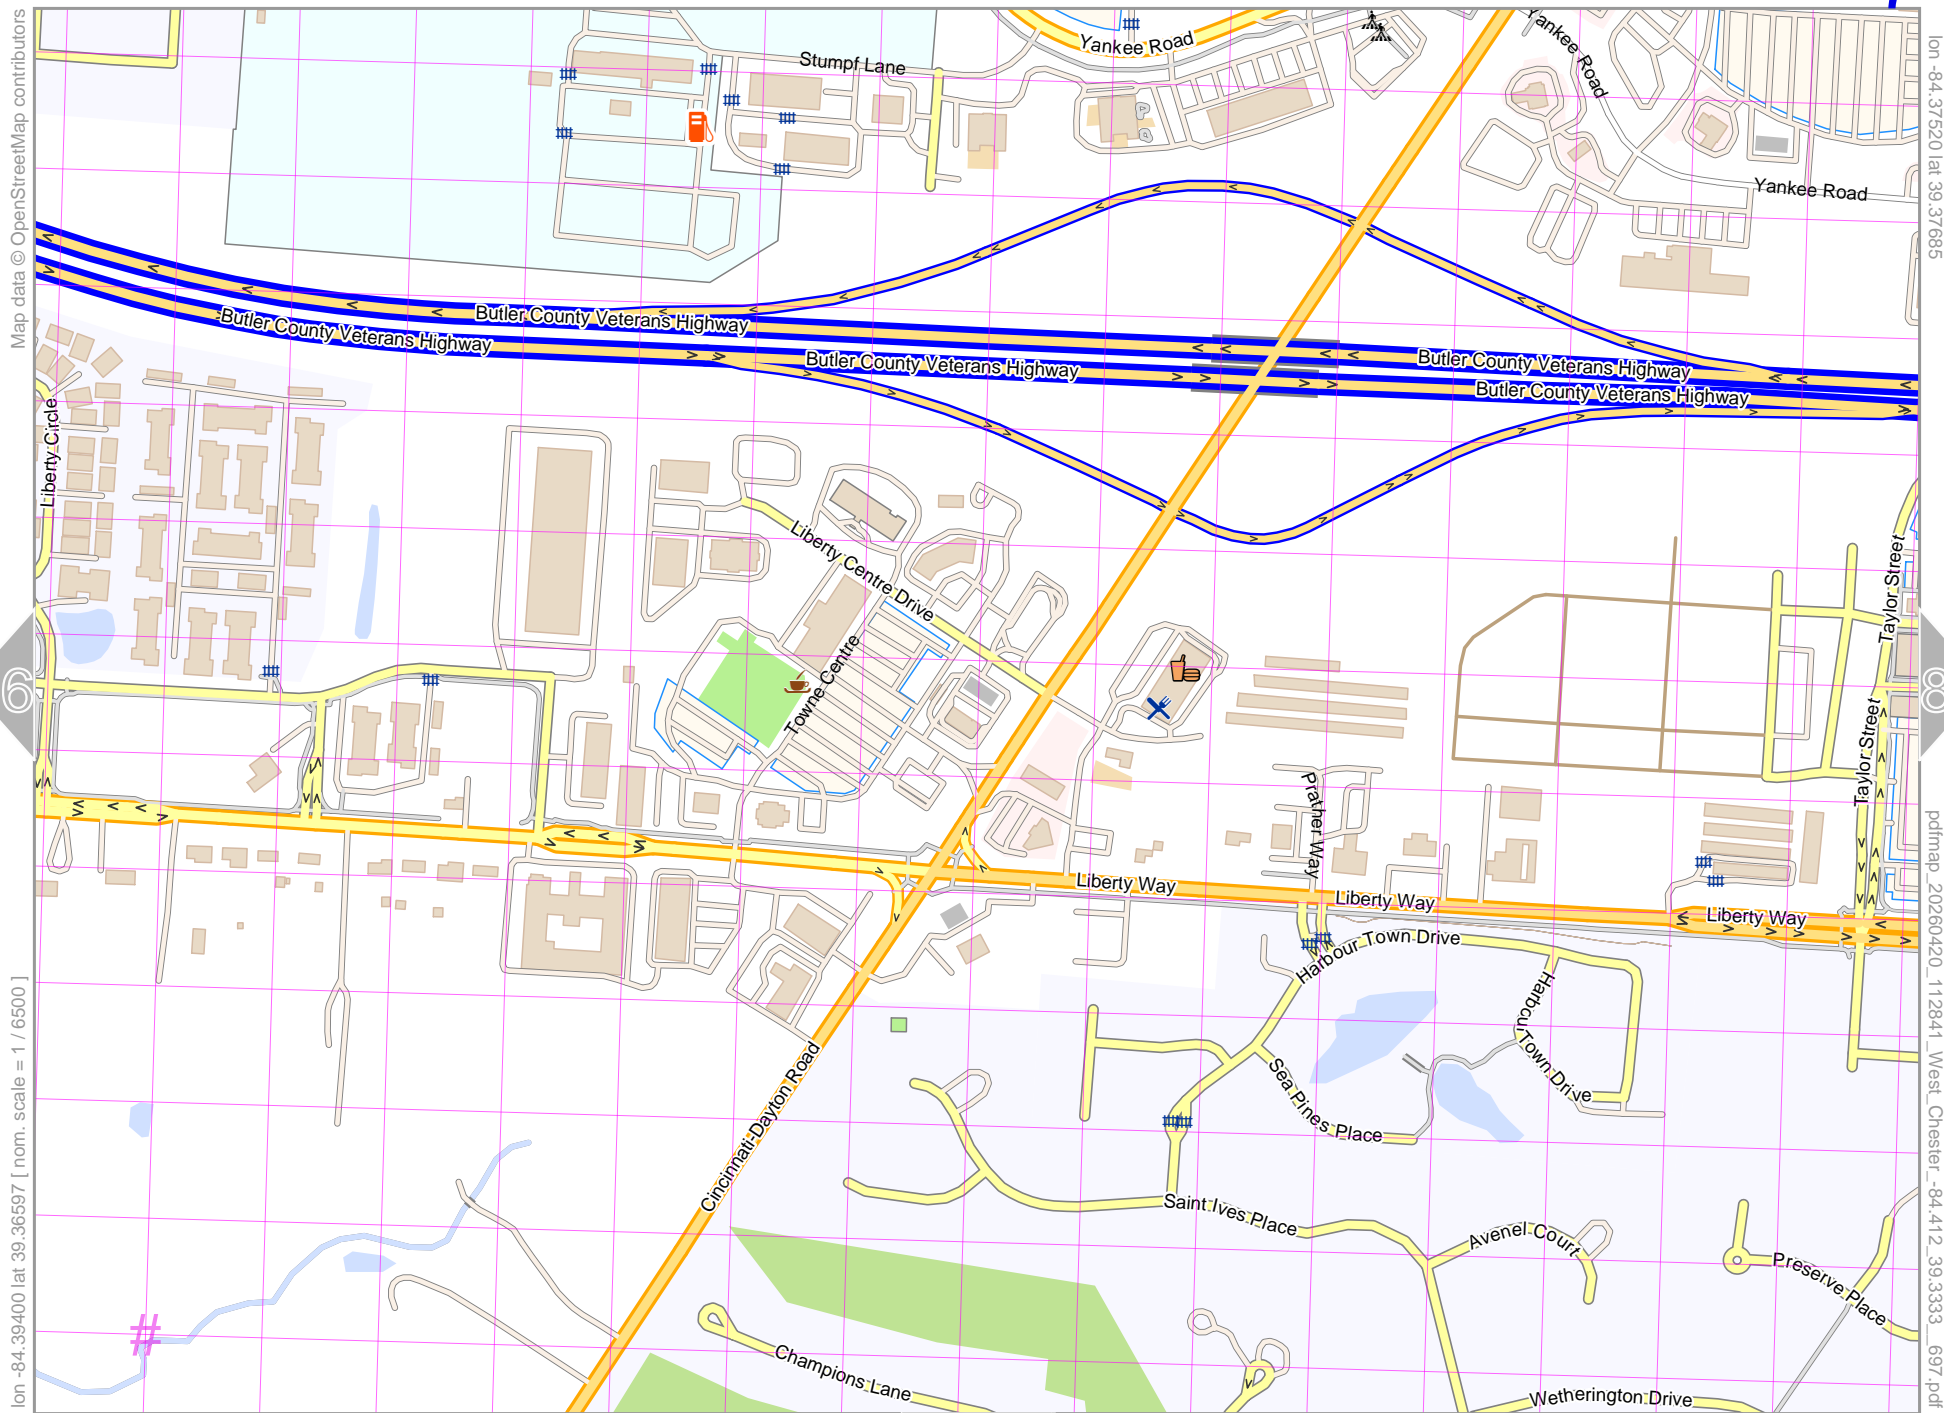 Map data © OpenStreetMap contributors
lon -84.39400 lat 39.36597 [ nom. scale = 1 / 6500 ]
lon -84.37520 lat 39.37685
pdfmap_20260420_112841_West_Chester_-84.412_39.3333__697.pdf
6
8
Yankee Road
Yankee Road
Yankee Road
Stumpf Lane
Butler County Veterans Highway
Butler County Veterans Highway
Butler County Veterans Highway
Butler County Veterans Highway
Butler County Veterans Highway
Liberty Circle
Liberty Centre Drive
Towne Centre
Taylor Street
Taylor Street
Prather Way
Liberty Way
Liberty Way
Liberty Way
Harbour Town Drive
Harbour Town Drive
Sea Pines Place
Cincinnati-Dayton Road
Saint Ives Place
Avenel Court
Preserve Place
Champions Lane
Wetherington Drive
#